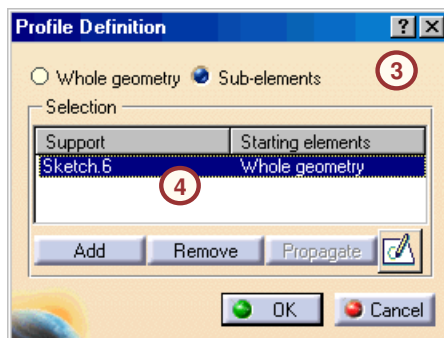 Profile Definition
? X
Whole geometry Sub-elements
3
Selection
Support Starting elements
Sketch.6 Whole geometry
4
Add Remove Propagate
OK Cancel